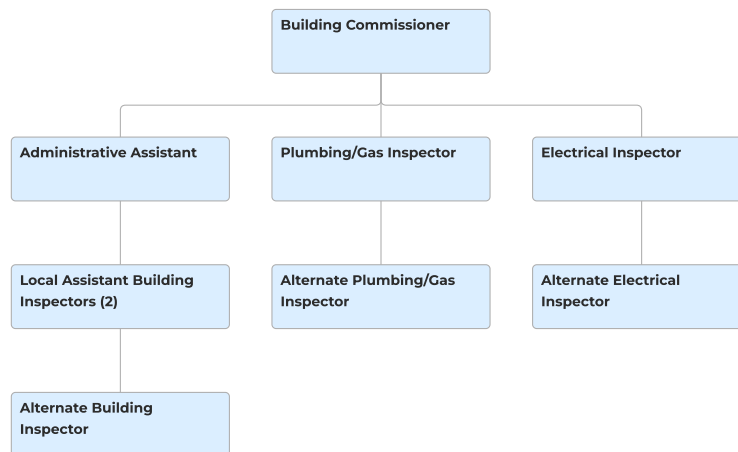 Building Commissioner
Administrative Assistant
Plumbing/Gas Inspector
Electrical Inspector
Local Assistant Building
Inspectors (2)
Alternate Plumbing/Gas
Inspector
Alternate Electrical
Inspector
Alternate Building
Inspector